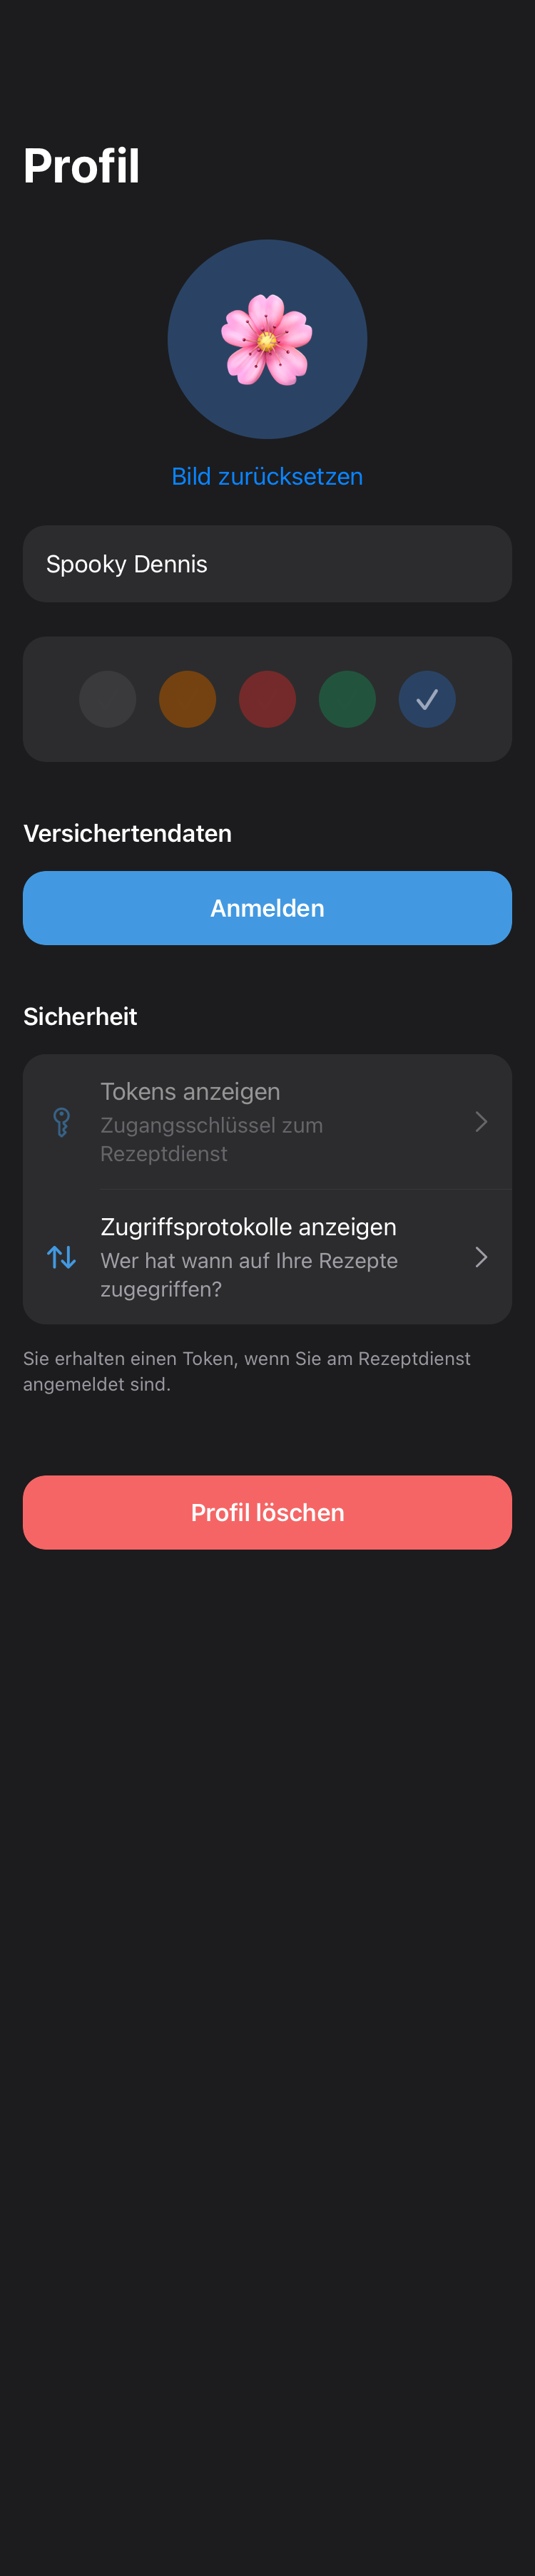 Profil
Bild zurücksetzen
Spooky Dennis
Versichertendaten
Anmelden
Sicherheit
Tokens anzeigen
Zugangsschlüssel zum
Rezeptdienst
Zugriffsprotokolle anzeigen
Wer hat wann auf Ihre Rezepte
zugegriffen?
Sie erhalten einen Token, wenn Sie am Rezeptdienst
angemeldet sind.
Profil löschen